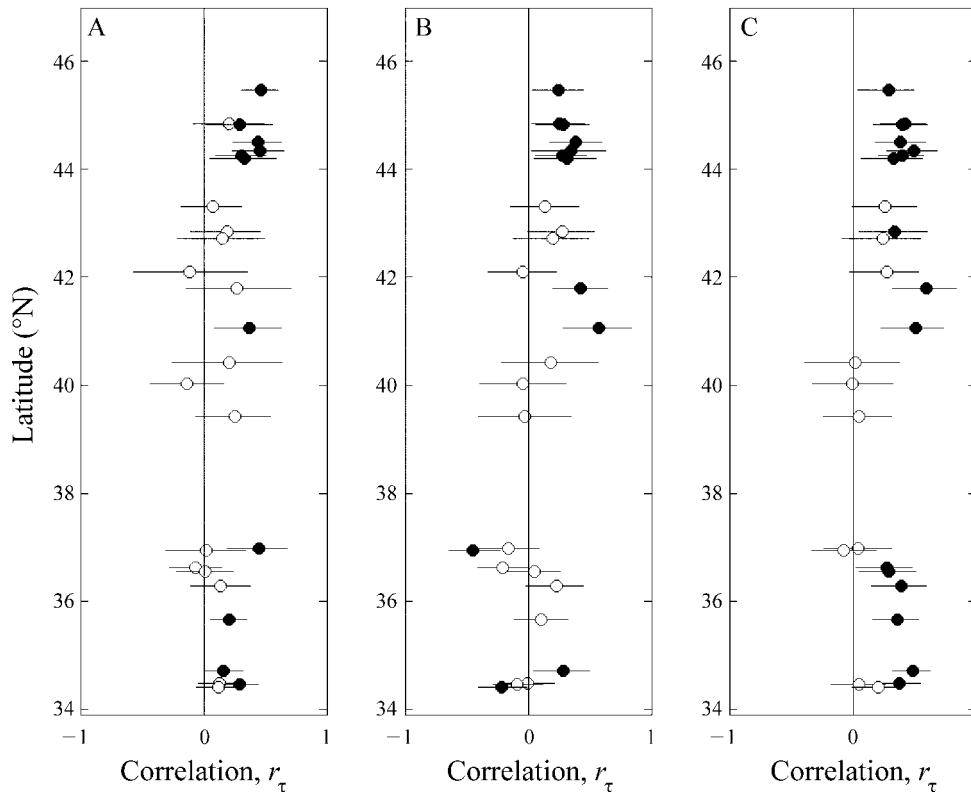 A B C
46 46 46
44 44 44
42 42 42
40 40 40
38 38 38
36 36 36
34 34 34
−1 0 1 −1 0 1 −1 0 1
Latitude (°N)
Correlation, rτ Correlation, rτ Correlation, rτ